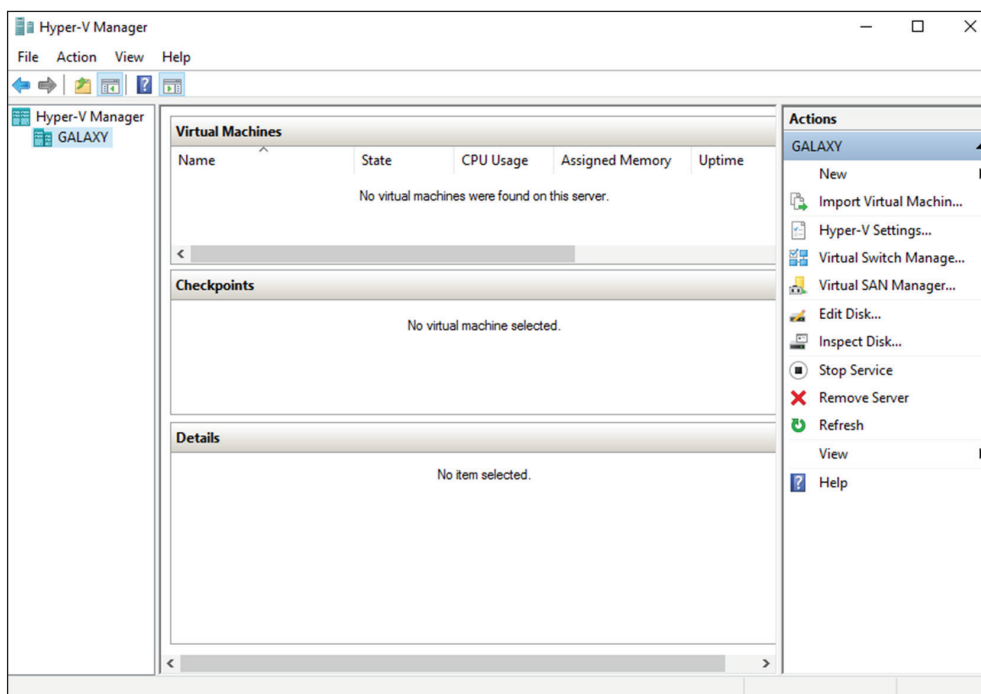 Hyper-V Manager
File Action View Help
Hyper-V Manager
GALAXY
Virtual Machines
Name State CPU Usage Assigned Memory Uptime
No virtual machines were found on this server.
Checkpoints
No virtual machine selected.
Details
No item selected.
Actions
GALAXY
New
Import Virtual Machin...
Hyper-V Settings...
Virtual Switch Manage...
Virtual SAN Manager...
Edit Disk...
Inspect Disk...
Stop Service
Remove Server
Refresh
View
Help